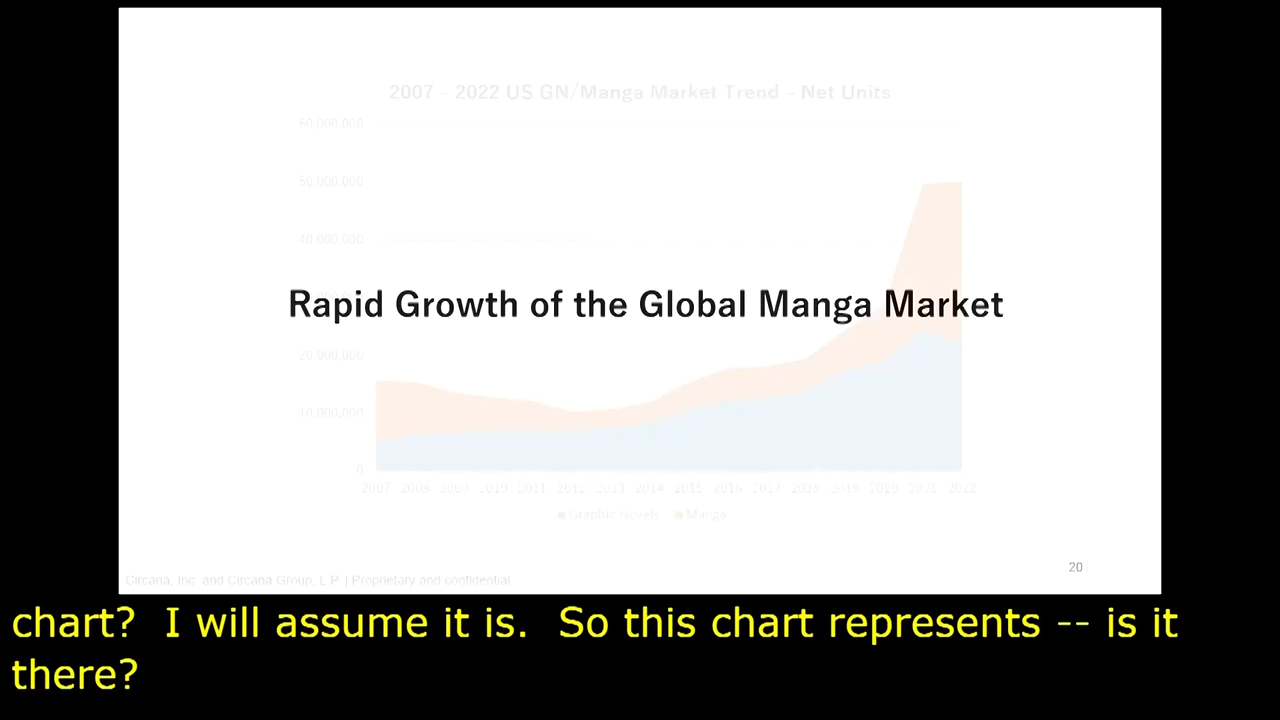 2007 - 2022 US GN/Manga Market Trend - Net Units
60,000,000
50,000,000
40,000,000
Rapid Growth of the Global Manga Market
20,000,000
10,000,000
0
2007 2008 2009 2010 2011 2012 2013 2014 2015 2016 2017 2018 2019 2020 2021 2022
Graphic Novels Manga
20
Circana, Inc. and Circana Group, L.P. | Proprietary and confidential
chart?  I will assume it is.  So this chart represents -- is it
there?